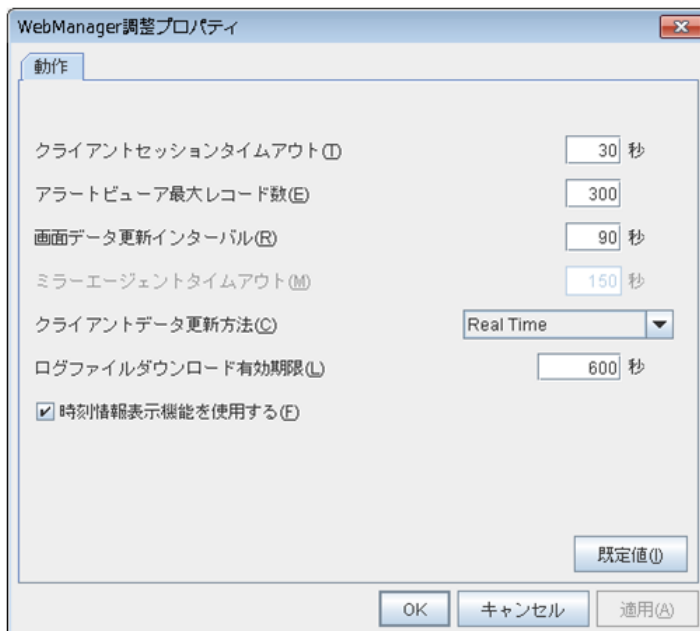 WebManager調整プロパティ
動作
クライアントセッションタイムアウト(T) 30 秒
アラートビューア最大レコード数(E) 300
画面データ更新インターバル(R) 90 秒
ミラーエージェントタイムアウト(M) 150 秒
クライアントデータ更新方法(C) Real Time
ログファイルダウンロード有効期限(L) 600 秒
時刻情報表示機能を使用する(F)
既定値(I)
OK キャンセル 適用(A)